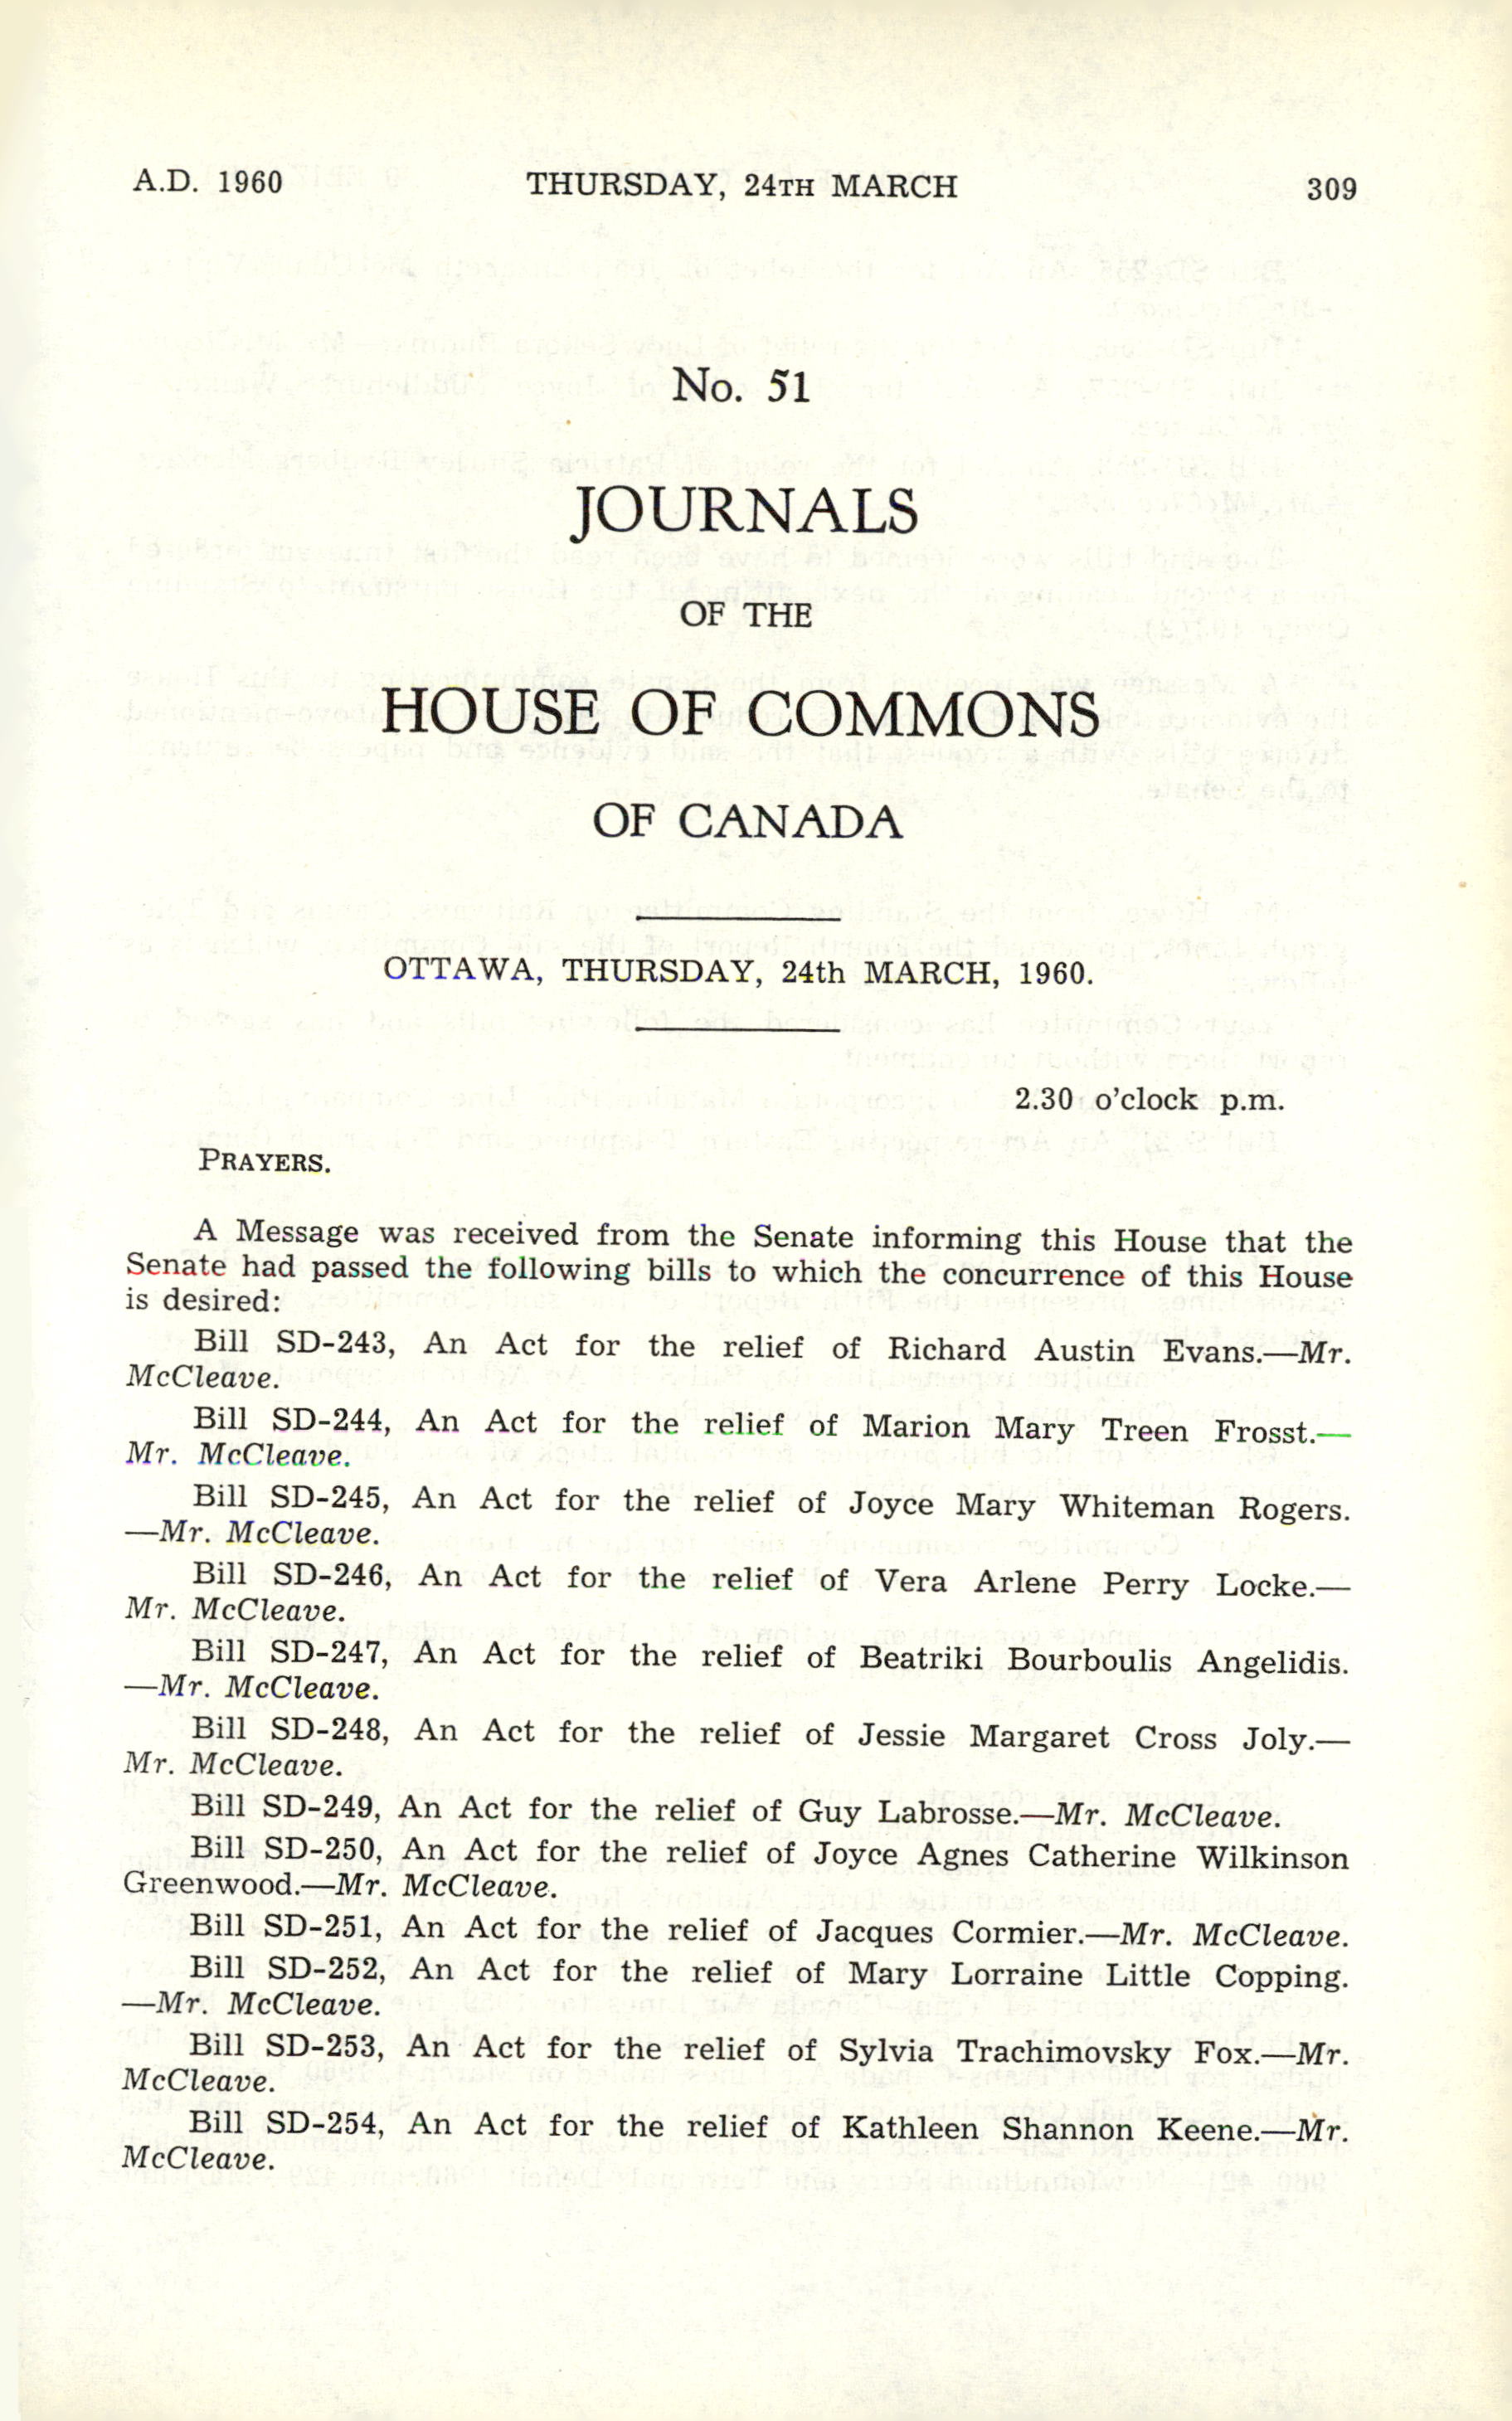 A.D. 1960 THURSDAY, 24TH MARCH 309
No. 51
JOURNALS
OF THE
HOUSE OF COMMONS
OF CANADA
OTTAWA, THURSDAY, 24th MARCH, 1960.
2.30 o'clock p.m.
PRAYERS.
A Message was received from the Senate informing this House that the
Senate had passed the following bills to which the concurrence of this House
is desired:
Bill SD-243, An Act for the relief of Richard Austin Evans.—Mr.
McCleave.
Bill SD-244, An Act for the relief of Marion Mary Treen Frosst.—
Mr. McCleave.
Bill SD-245, An Act for the relief of Joyce Mary Whiteman Rogers.
—Mr. McCleave.
Bill SD-246, An Act for the relief of Vera Arlene Perry Locke.—
Mr. McCleave.
Bill SD-247, An Act for the relief of Beatriki Bourboulis Angelidis.
—Mr. McCleave.
Bill SD-248, An Act for the relief of Jessie Margaret Cross Joly.—
Mr. McCleave.
Bill SD-249, An Act for the relief of Guy Labrosse.—Mr. McCleave.
Bill SD-250, An Act for the relief of Joyce Agnes Catherine Wilkinson
Greenwood.—Mr. McCleave.
Bill SD-251, An Act for the relief of Jacques Cormier.—Mr. McCleave.
Bill SD-252, An Act for the relief of Mary Lorraine Little Copping.
—Mr. McCleave.
Bill SD-253, An Act for the relief of Sylvia Trachimovsky Fox.—Mr.
McCleave.
Bill SD-254, An Act for the relief of Kathleen Shannon Keene.—Mr.
McCleave.